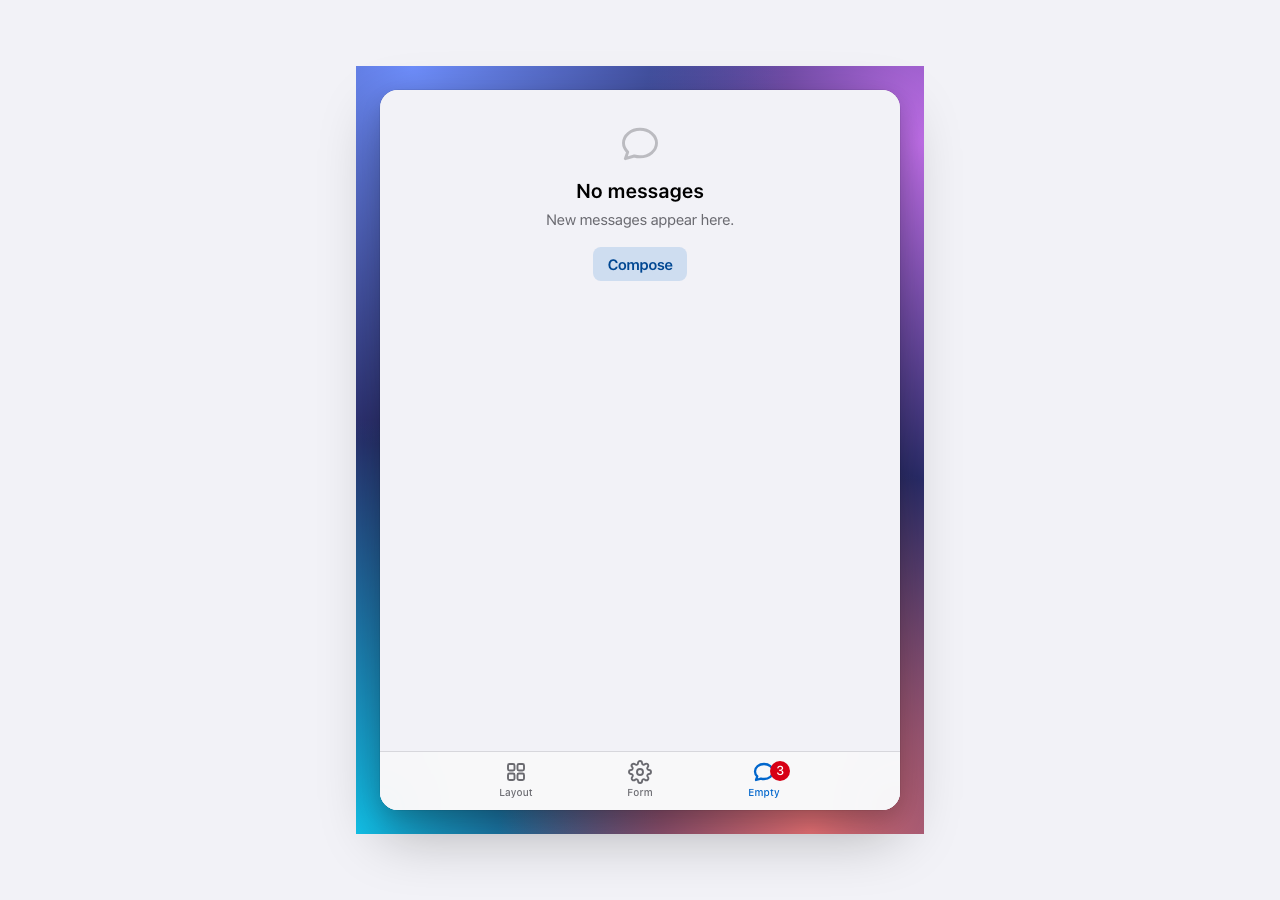 No messages
New messages appear here.
Compose
3
Layout
Form
Empty